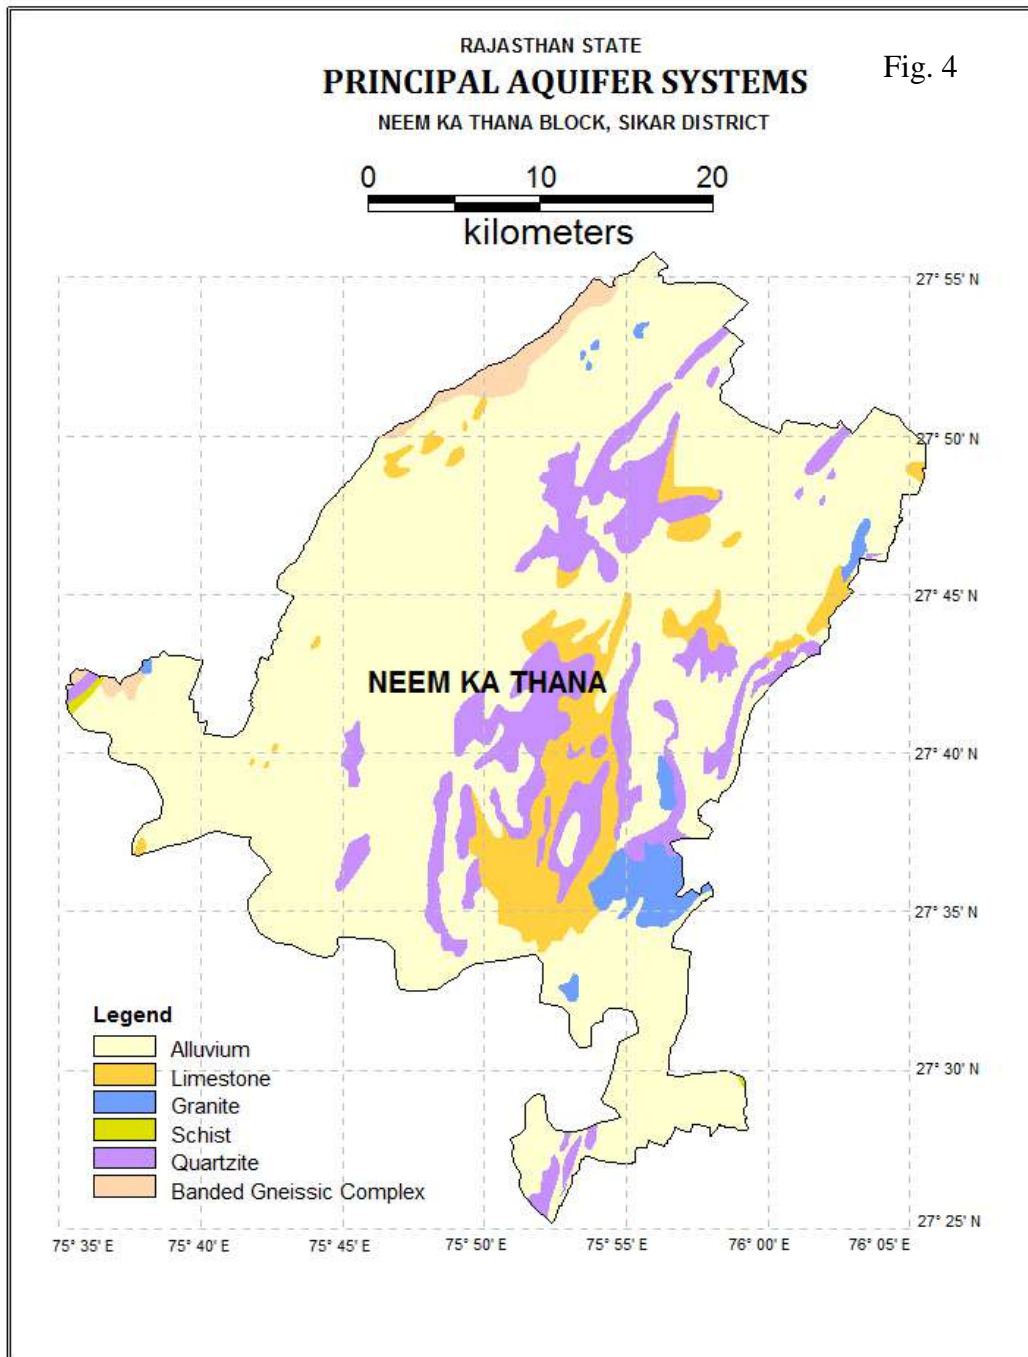 RAJASTHAN STATE
PRINCIPAL AQUIFER SYSTEMS
Fig. 4
NEEM KA THANA BLOCK, SIKAR DISTRICT
0 10 20
kilometers
27° 55' N
27° 50' N
27° 45' N
NEEM KA THANA
27° 40' N
27° 35' N
Legend
Alluvium
Limestone
Granite
Schist
Quartzite
Banded Gneissic Complex
27° 30' N
27° 25' N
75° 35' E 75° 40' E 75° 45' E 75° 50' E 75° 55' E 76° 00' E 76° 05' E